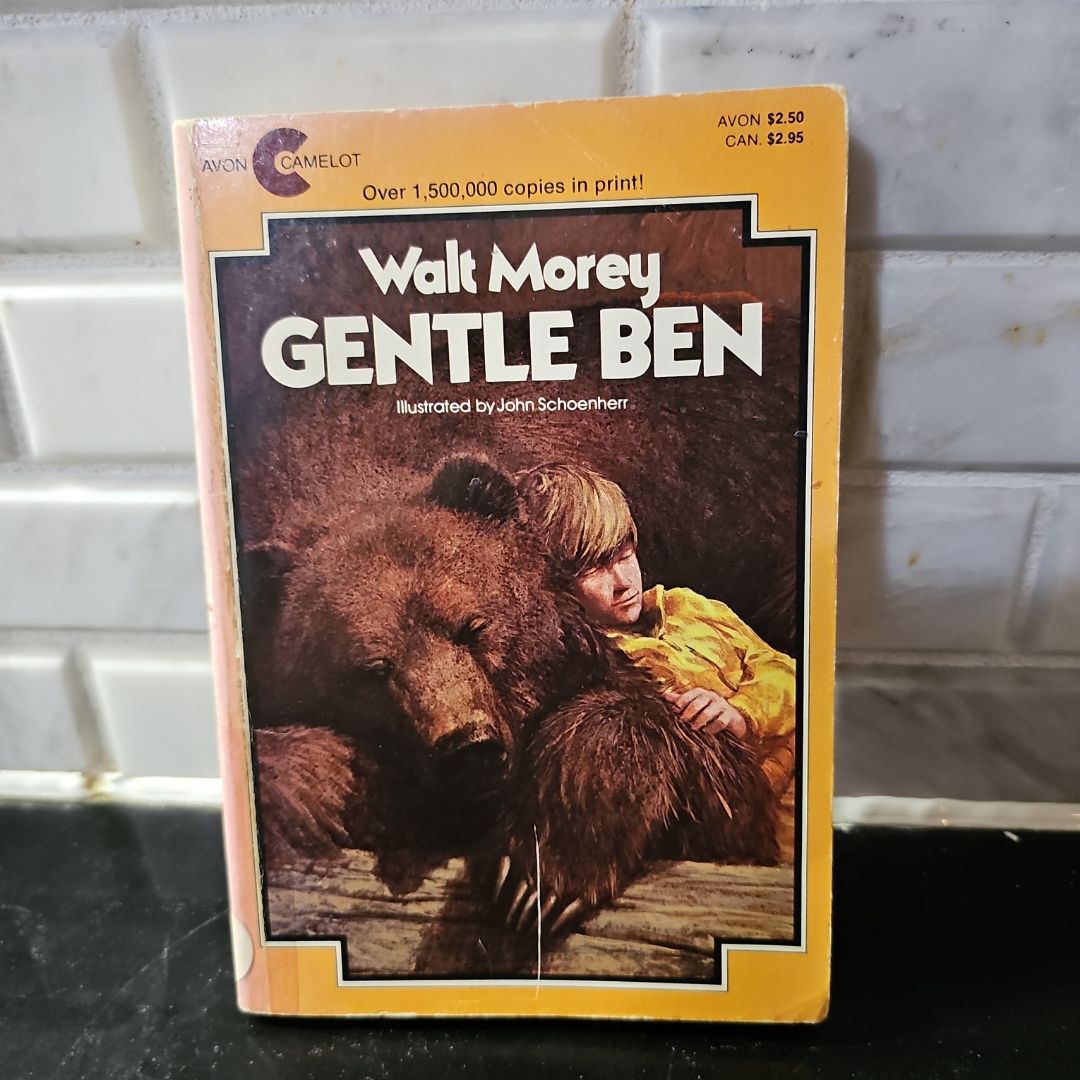 AVON CAMELOT
AVON $2.50
CAN. $2.95
Over 1,500,000 copies in print!
Walt Morey
GENTLE BEN
Illustrated by John Schoenherr